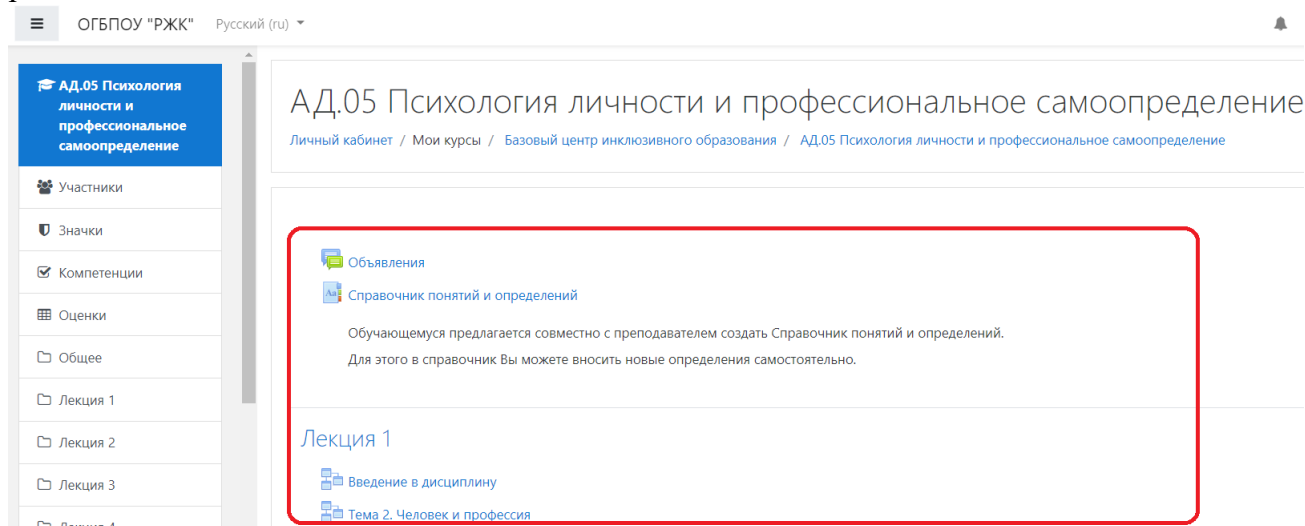 ОГБПОУ "РЖК" Русский (ru)
АД.05 Психология
личности и
профессиональное
самоопределение
Участники
Значки
Компетенции
Оценки
Общее
Лекция 1
Лекция 2
Лекция 3
АД.05 Психология личности и профессиональное самоопределение
Личный кабинет / Мои курсы / Базовый центр инклюзивного образования / АД.05 Психология личности и профессиональное самоопределение
Объявления
Справочник понятий и определений
Обучающемуся предлагается совместно с преподавателем создать Справочник понятий и определений.
Для этого в справочник Вы можете вносить новые определения самостоятельно.
Лекция 1
Введение в дисциплину
Тема 2. Человек и профессия